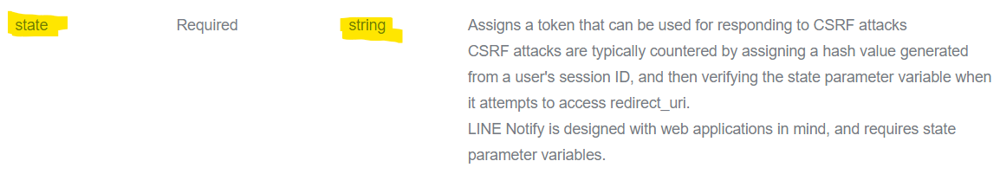 state Required string Assigns a token that can be used for responding to CSRF attacks
CSRF attacks are typically countered by assigning a hash value generated
from a user's session ID, and then verifying the state parameter variable when
it attempts to access redirect_uri.
LINE Notify is designed with web applications in mind, and requires state
parameter variables.